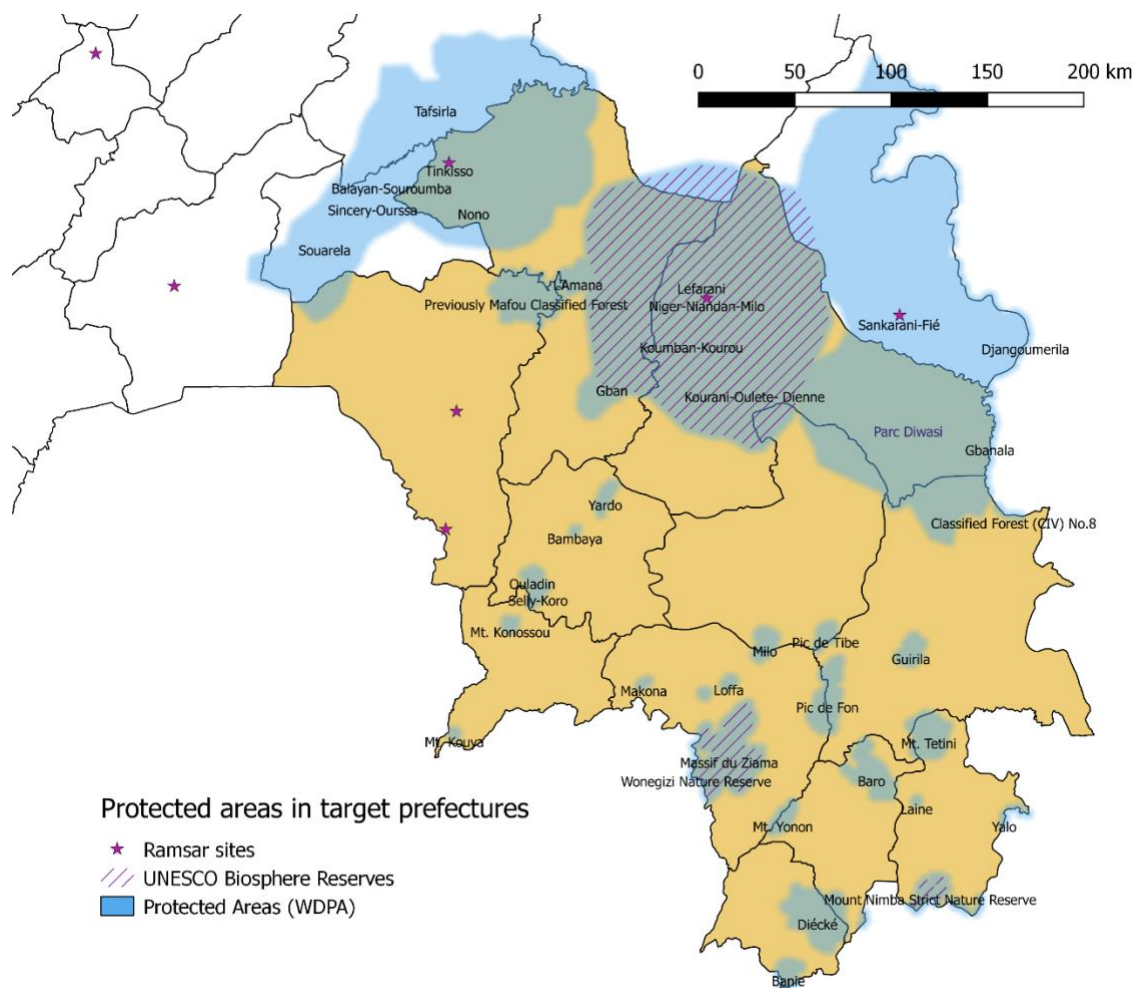 0 50 100 150 200 km
Tafsirla
Tinkisso
Balayan-Souroumba
Sincery-Ourssa
Nono
Souarela
L'Amana
Previously Mafou Classified Forest
Lefarani
Niger-Niandan-Milo
Sankarani-Fié
Koumban-Kourou
Djangoumerila
Gban
Kourani-Oulete- Dienne
Parc Diwasi
Gbanala
Yardo
Classified Forest (CIV) No.8
Bambaya
Ouladin
Selly-Koro
Mt. Konossou
Milo
Pic de Tibe
Guirila
Makona
Loffa
Pic de Fon
Mt. Kouya
Mt. Tetini
Massif du Ziama
Wonegizi Nature Reserve
Baro
Protected areas in target prefectures
Laine
Mt. Yonon
Yalo
Ramsar sites
UNESCO Biosphere Reserves
Protected Areas (WDPA)
Mount Nimba Strict Nature Reserve
Diécké
Banie